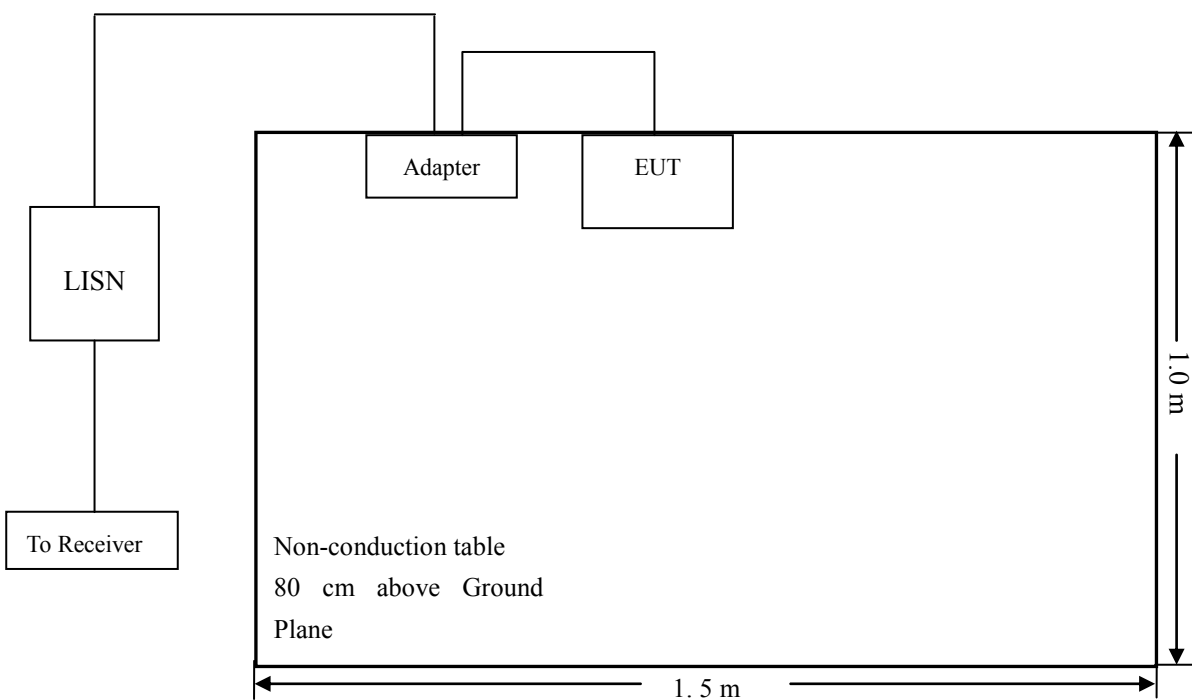 Adapter
EUT
LISN
1.0 m
To Receiver
Non-conduction table
80 cm above Ground
Plane
1. 5 m